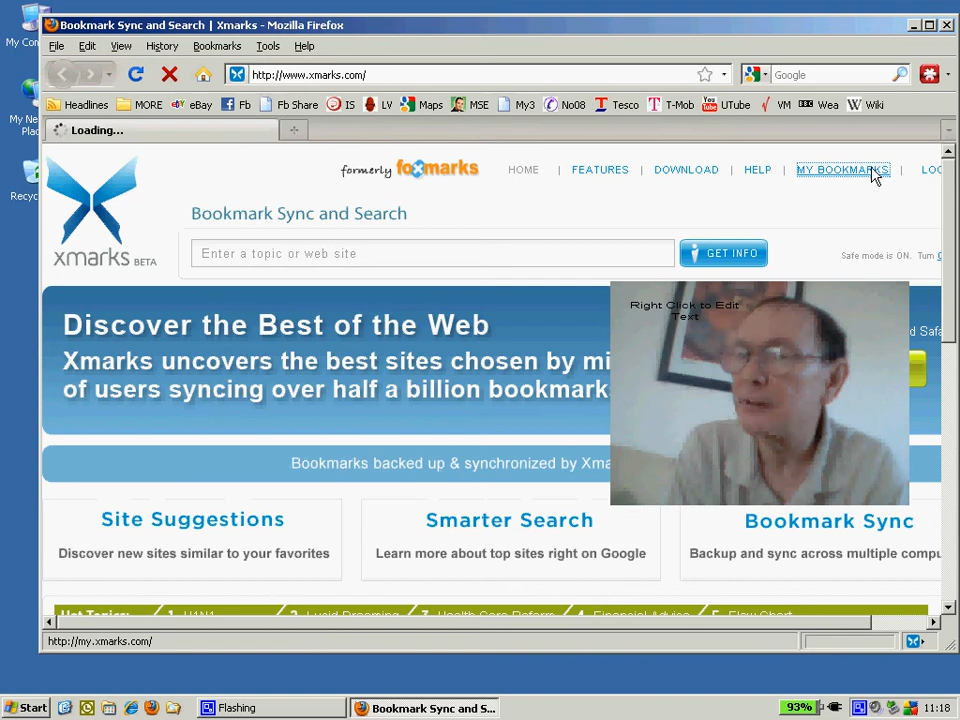 My Co
Bookmark Sync and Search | Xmarks - Mozilla Firefox
File Edit View History Bookmarks Tools Help
http://www.xmarks.com/
Google
Headlines MORE eBay Fb Fb Share IS LV Maps MSE My3 No08 Tesco T-Mob UTube VM Wea Wiki
My Ne
Plac
Loading...
Recyc
formerly foxmarks
HOME | FEATURES | DOWNLOAD | HELP | MY BOOKMARKS | LOG
Bookmark Sync and Search
xmarks BETA
Enter a topic or web site
GET INFO
Safe mode is ON. Turn
Right Click to Edit
Text
Discover the Best of the Web
d Safa
Xmarks uncovers the best sites chosen by mi
of users syncing over half a billion bookmark
Bookmarks backed up & synchronized by Xma
Site Suggestions
Discover new sites similar to your favorites
Smarter Search
Learn more about top sites right on Google
Bookmark Sync
Backup and sync across multiple compu
Hot Topics: 1. H1N1 2. Lucid Dreaming 3. Health Care Reform 4. Financial Advice 5. Flow Chart
http://my.xmarks.com/
Start
Flashing
Bookmark Sync and S...
93%
11:18